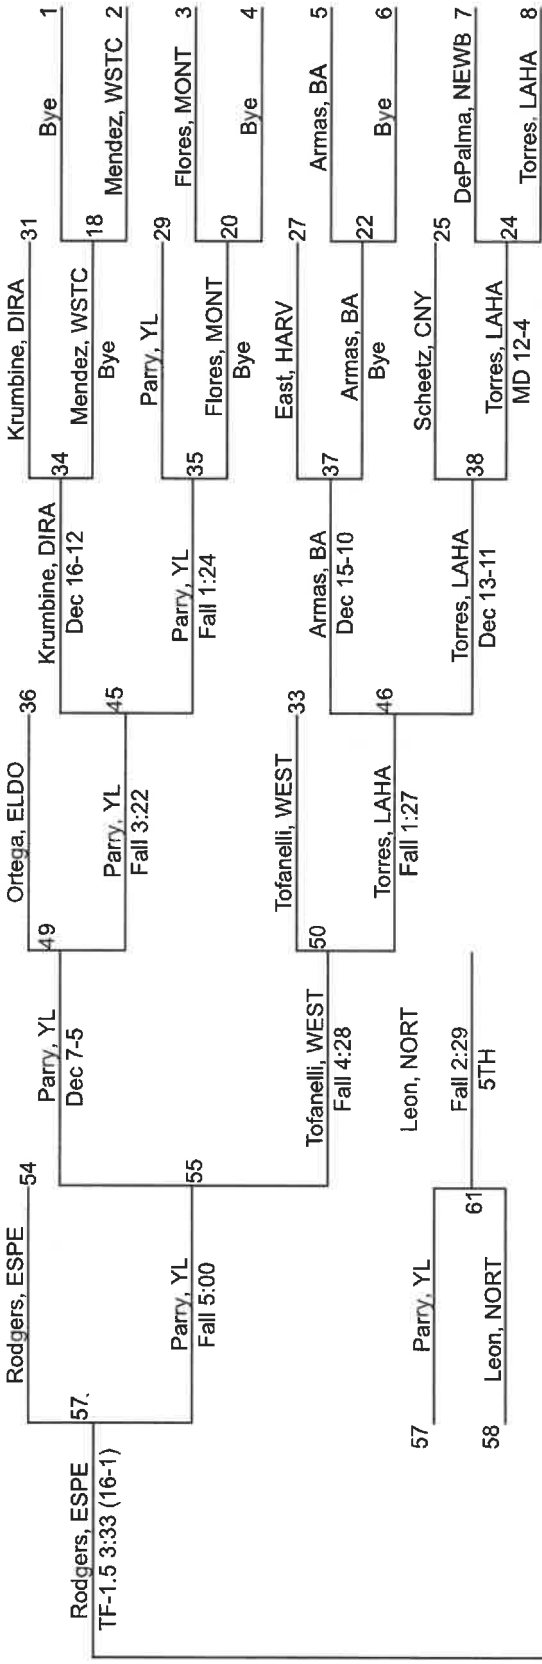 Bye 1
Mendez, WSTC 2
Flores, MONT 3
Bye 4
Armas, BA 5
Bye 6
DePalma, NEWB 7
Torres, LAHA 8
Krumbine, DIRA 31
18
Mendez, WSTC
Bye
Parry, YL 29
20
Flores, MONT
Bye
East, HARV 27
22
Armas, BA
Bye
Scheetz, CNY 25
24
Torres, LAHA
MD 12-4
34
Krumbine, DIRA
Dec 16-12
35
Parry, YL
Fall 1:24
37
Armas, BA
Dec 15-10
38
Torres, LAHA
Dec 13-11
Ortega, ELDO 36
45
Parry, YL
Fall 3:22
Tofanelli, WEST 33
46
Torres, LAHA
Fall 1:27
49
Parry, YL
Dec 7-5
50
Tofanelli, WEST
Fall 4:28
Rodgers, ESPE 54
55
Parry, YL
Fall 5:00
57
Rodgers, ESPE
TF-1.5 3:33 (16-1)
57 Parry, YL
58 Leon, NORT
61
Leon, NORT
Fall 2:29
5TH